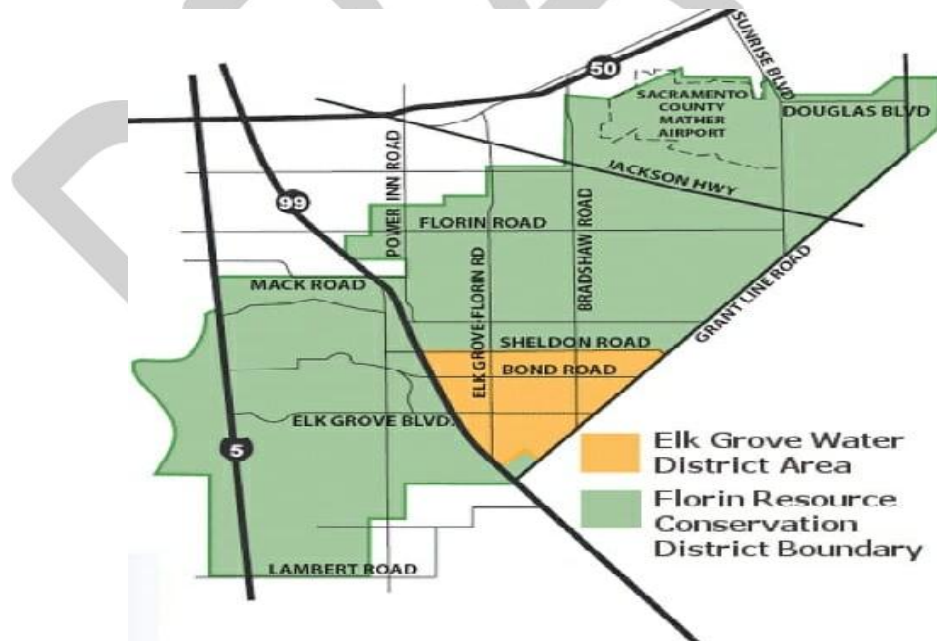 SUNRISE BLVD
50
SACRAMENTO
COUNTY
MATHER
AIRPORT
DOUGLAS BLVD
JACKSON HWY
99
POWER INN ROAD
FLORIN ROAD
BRADSHAW ROAD
ELK GROVE-FLORIN RD
MACK ROAD
GRANT LINE ROAD
SHELDON ROAD
BOND ROAD
ELK GROVE BLVD.
5
Elk Grove Water
District Area
Florin Resource
Conservation
District Boundary
LAMBERT ROAD